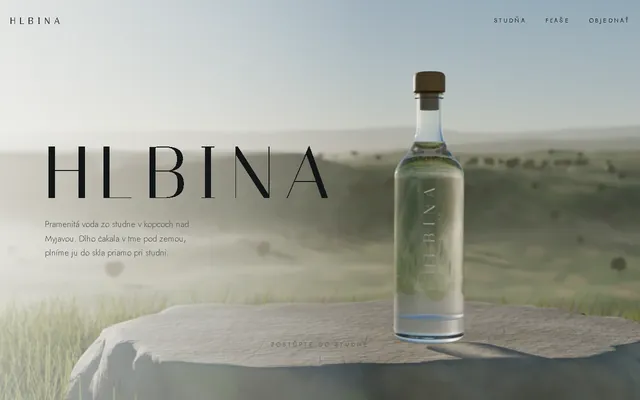 HLBINA
STUDŇA FĽAŠE OBJEDNAŤ
HLBINA
Pramenitá voda zo studne v kopcoch nad
Myjavou. Dlho čakala v tme pod zemou,
plníme ju do skla priamo pri studni.
HLBINA
DO STUDNE